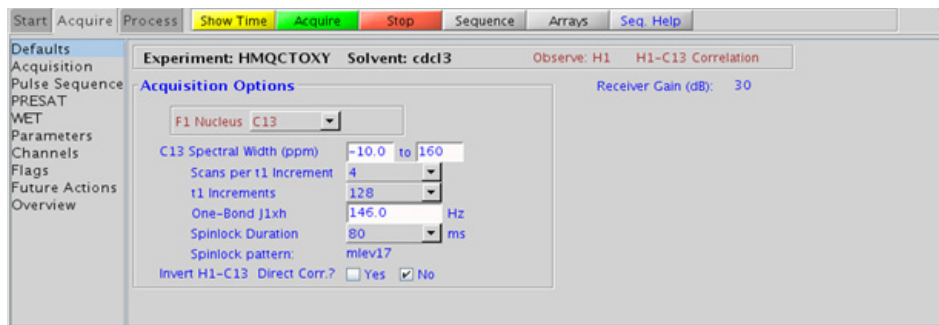 Start Acquire Process Show Time Acquire Stop Sequence Arrays Seq. Help
Defaults
Acquisition
Pulse Sequence
PRESAT
WET
Parameters
Channels
Flags
Future Actions
Overview
Experiment: HMQCTOXY Solvent: cdcl3 Observe: H1 H1-C13 Correlation
Acquisition Options Receiver Gain (dB): 30
F1 Nucleus C13
C13 Spectral Width (ppm) -10.0 to 160
Scans per t1 Increment 4
t1 Increments 128
One-Bond J1xh 146.0 Hz
Spinlock Duration 80 ms
Spinlock pattern: mlev17
Invert H1-C13 Direct Corr.? Yes No